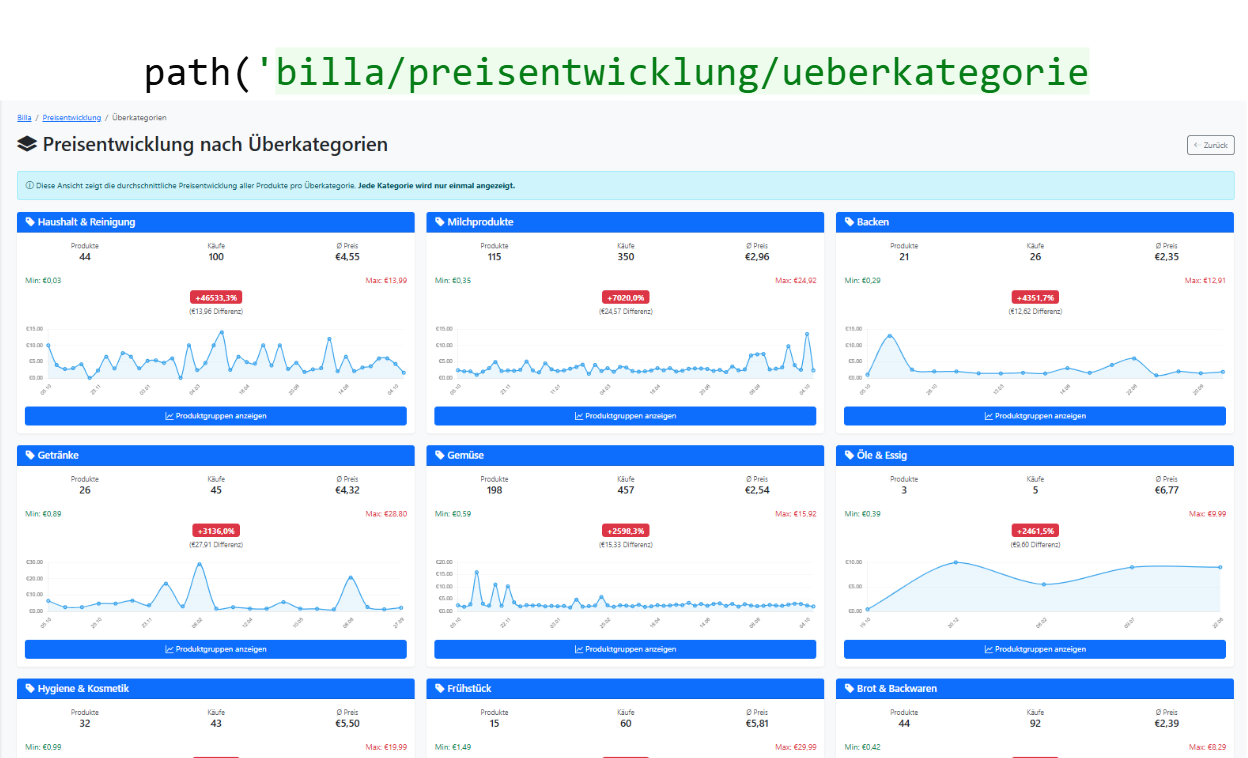 path('billa/preisentwicklung/ueberkategorie
Billa / Preisentwicklung / Überkategorien
Preisentwicklung nach Überkategorien
← Zurück
Diese Ansicht zeigt die durchschnittliche Preisentwicklung aller Produkte pro Überkategorie. Jede Kategorie wird nur einmal angezeigt.
Haushalt & Reinigung
Produkte Käufe Ø Preis
44 100 €4,55
Min: €0,03 Max: €13,99
+46533,3%
(€13,96 Differenz)
€15.00
€10.00
€5.00
€0.00
Produktgruppen anzeigen
Milchprodukte
Produkte Käufe Ø Preis
115 350 €2,96
Min: €0,35 Max: €24,92
+7020,0%
(€24,57 Differenz)
€15.00
€10.00
€5.00
€0.00
Produktgruppen anzeigen
Backen
Produkte Käufe Ø Preis
21 26 €2,35
Min: €0,29 Max: €12,91
+4351,7%
(€12,62 Differenz)
€15.00
€10.00
€5.00
€0.00
Produktgruppen anzeigen
Getränke
Produkte Käufe Ø Preis
26 45 €4,32
Min: €0,89 Max: €28,80
+3136,0%
(€27,91 Differenz)
€30.00
€20.00
€10.00
€0.00
Produktgruppen anzeigen
Gemüse
Produkte Käufe Ø Preis
198 457 €2,54
Min: €0,59 Max: €15,92
+2598,3%
(€15,33 Differenz)
€20.00
€15.00
€10.00
€5.00
€0.00
Produktgruppen anzeigen
Öle & Essig
Produkte Käufe Ø Preis
3 5 €6,77
Min: €0,39 Max: €9,99
+2461,5%
(€9,60 Differenz)
€10.00
€5.00
€0.00
Produktgruppen anzeigen
Hygiene & Kosmetik
Produkte Käufe Ø Preis
32 43 €5,50
Min: €0,99 Max: €19,99
Frühstück
Produkte Käufe Ø Preis
15 60 €5,81
Min: €1,49 Max: €29,99
Brot & Backwaren
Produkte Käufe Ø Preis
44 92 €2,39
Min: €0,42 Max: €8,29